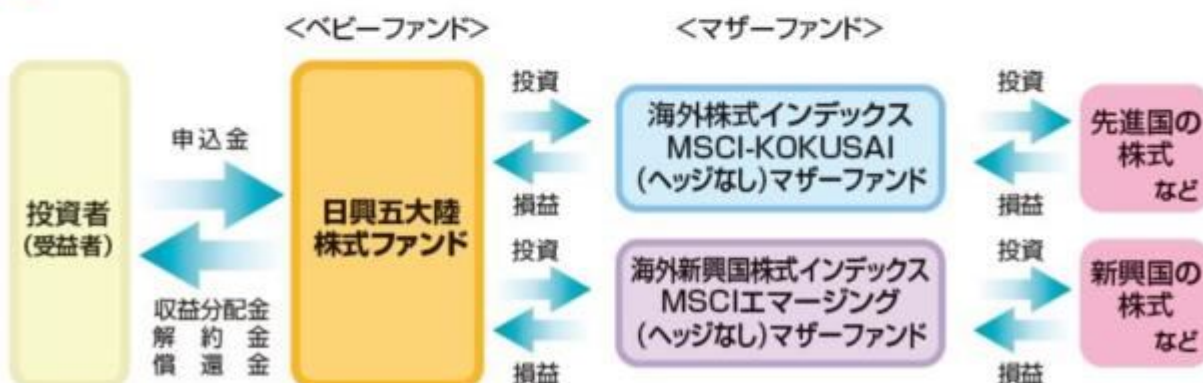 <ベビーファンド>
<マザーファンド>
投資者
(受益者)
申込金
収益分配金
解約金
償還金
日興五大陸
株式ファンド
投資
損益
海外株式インデックス
MSCI-KOKUSAI
(ヘッジなし)マザーファンド
投資
損益
先進国の
株式
など
投資
損益
海外新興国株式インデックス
MSCIエマージング
(ヘッジなし)マザーファンド
投資
損益
新興国の
株式
など